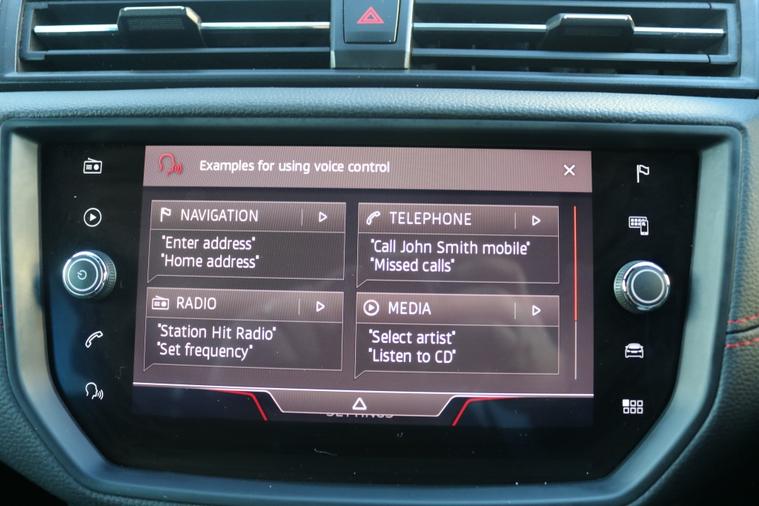 Examples for using voice control
NAVIGATION
"Enter address"
"Home address"
TELEPHONE
"Call John Smith mobile"
"Missed calls"
RADIO
"Station Hit Radio"
"Set frequency"
MEDIA
"Select artist"
"Listen to CD"
SETTINGS